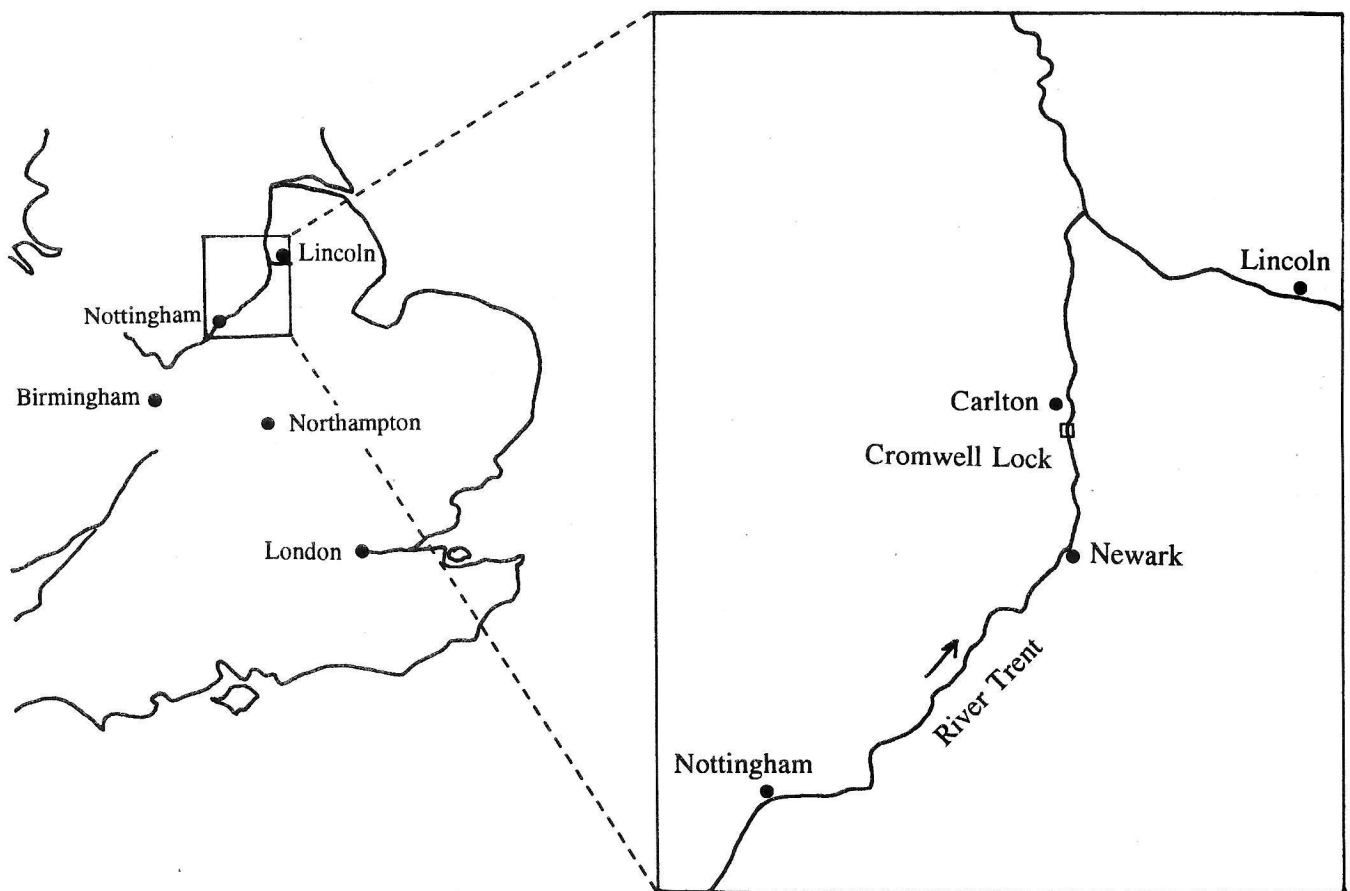 Lincoln
Nottingham
Birmingham
Northampton
London
Lincoln
Carlton
Cromwell Lock
Newark
River Trent
Nottingham